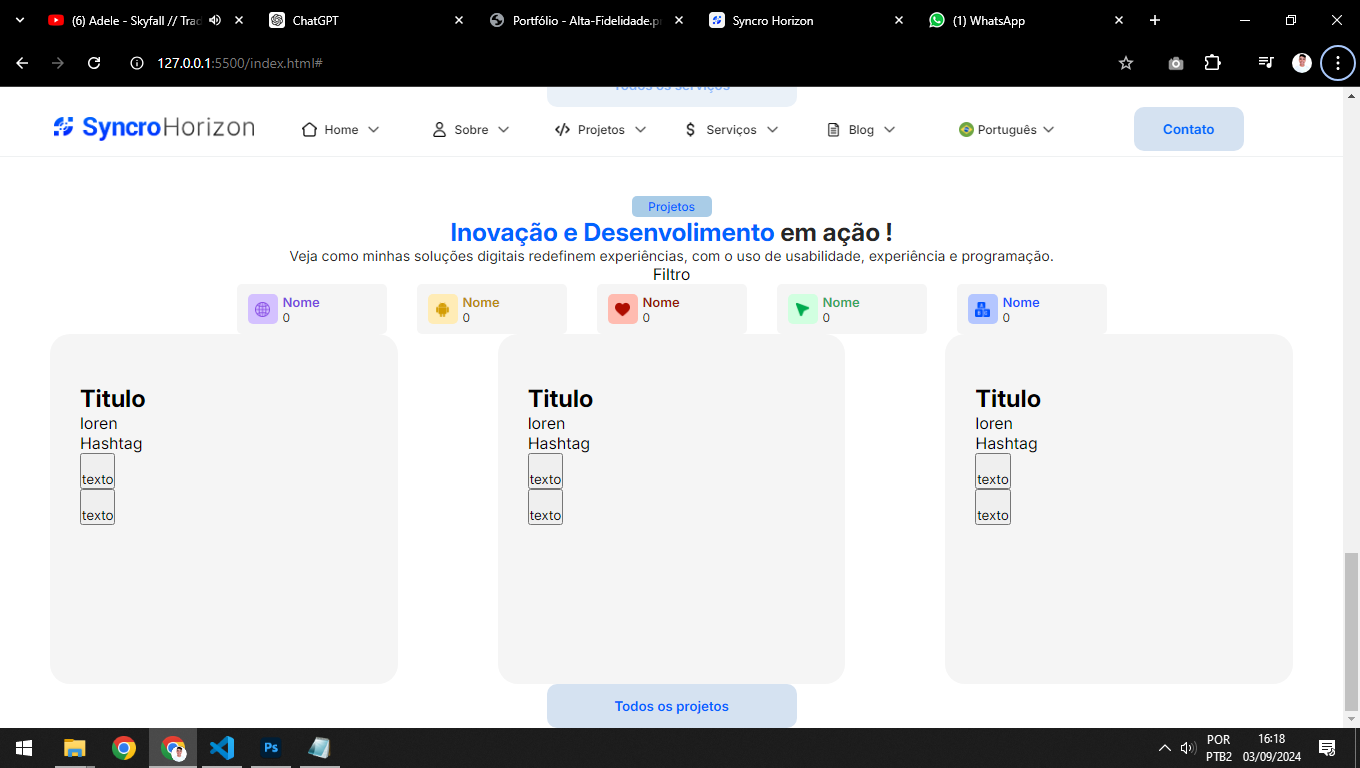 (6) Adele - Skyfall // Trad
ChatGPT
Portfólio - Alta-Fidelidade.pr
Syncro Horizon
(1) WhatsApp
127.0.0.1:5500/index.html#
Todos os serviços
SyncroHorizon
Home
Sobre
Projetos
Serviços
Blog
Português
Contato
Projetos
Inovação e Desenvolimento em ação !
Veja como minhas soluções digitais redefinem experiências, com o uso de usabilidade, experiência e programação.
Filtro
Nome
0
Nome
0
Nome
0
Nome
0
Nome
0
Titulo
loren
Hashtag
texto
texto
Titulo
loren
Hashtag
texto
texto
Titulo
loren
Hashtag
texto
texto
Todos os projetos
Ps
POR
PTB2
16:18
03/09/2024